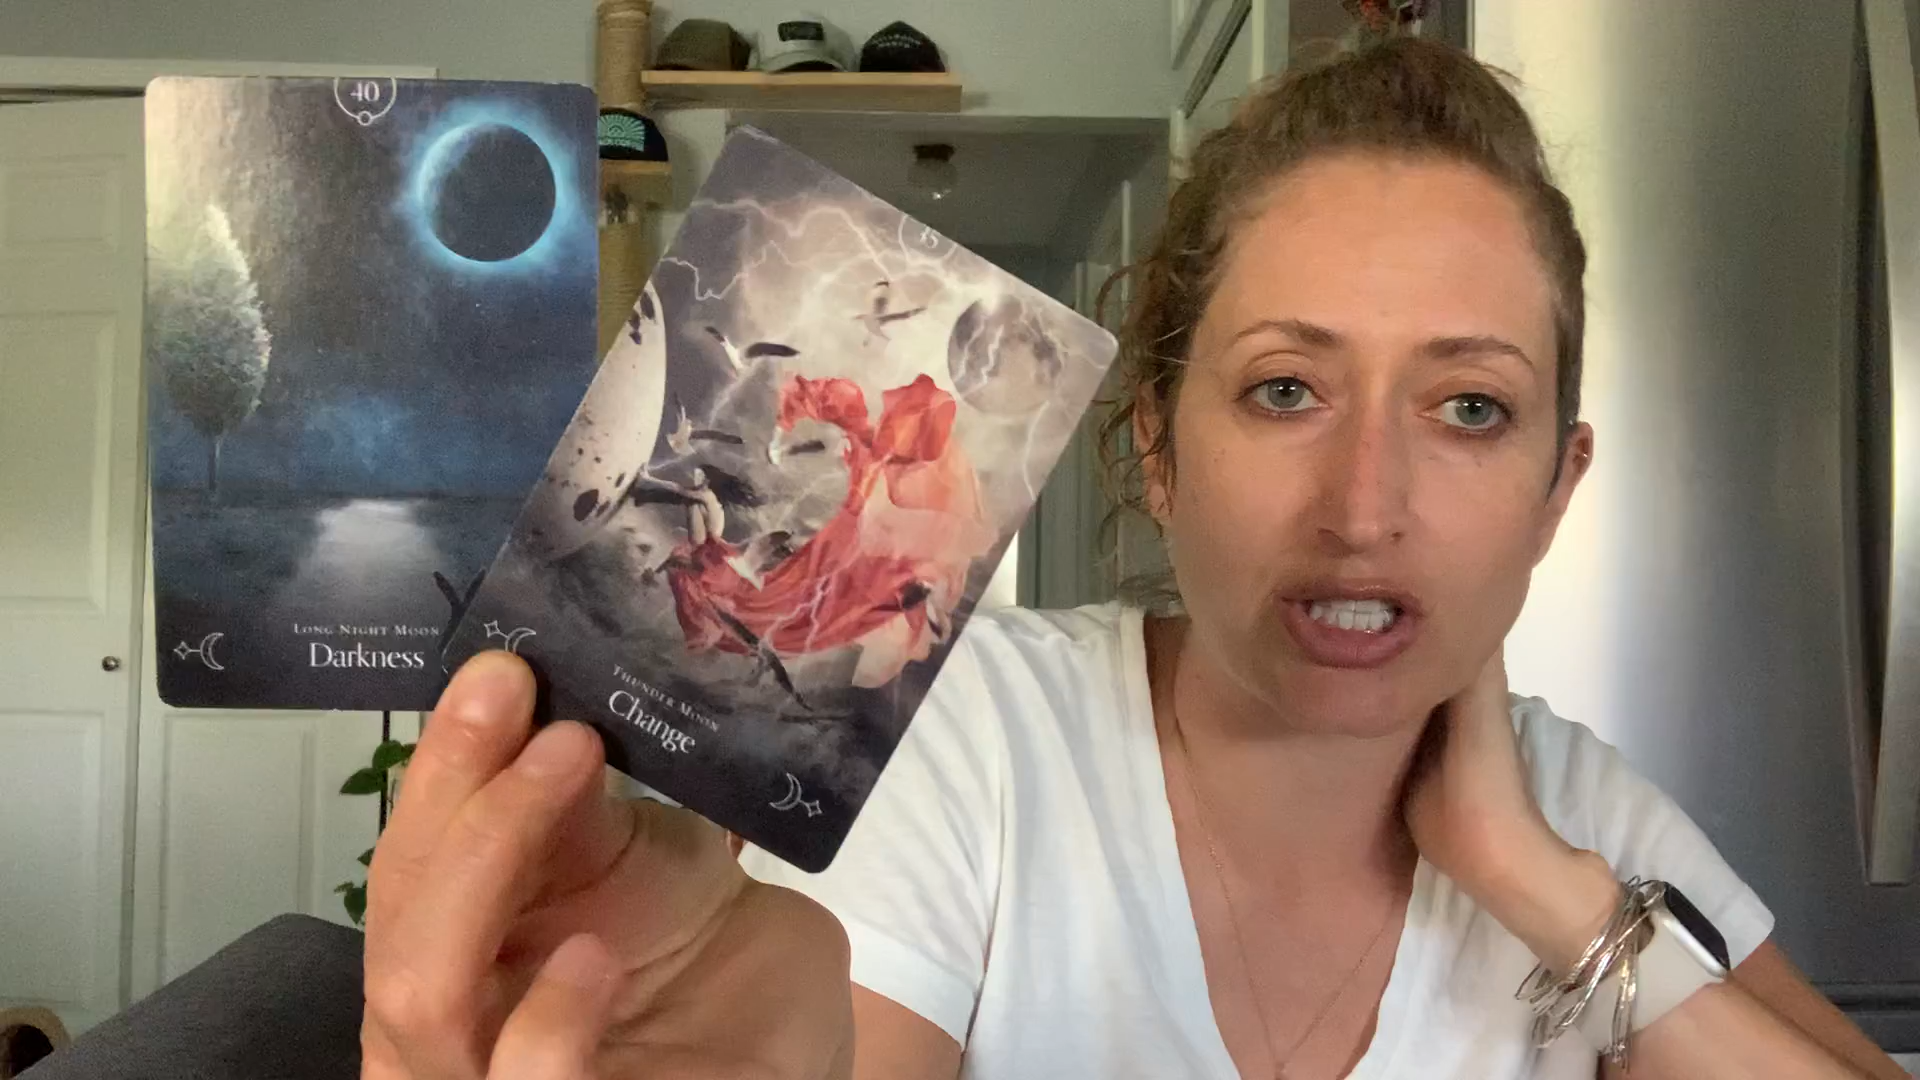 40
LONG NIGHT MOON
Darkness
THUNDER MOON
Change